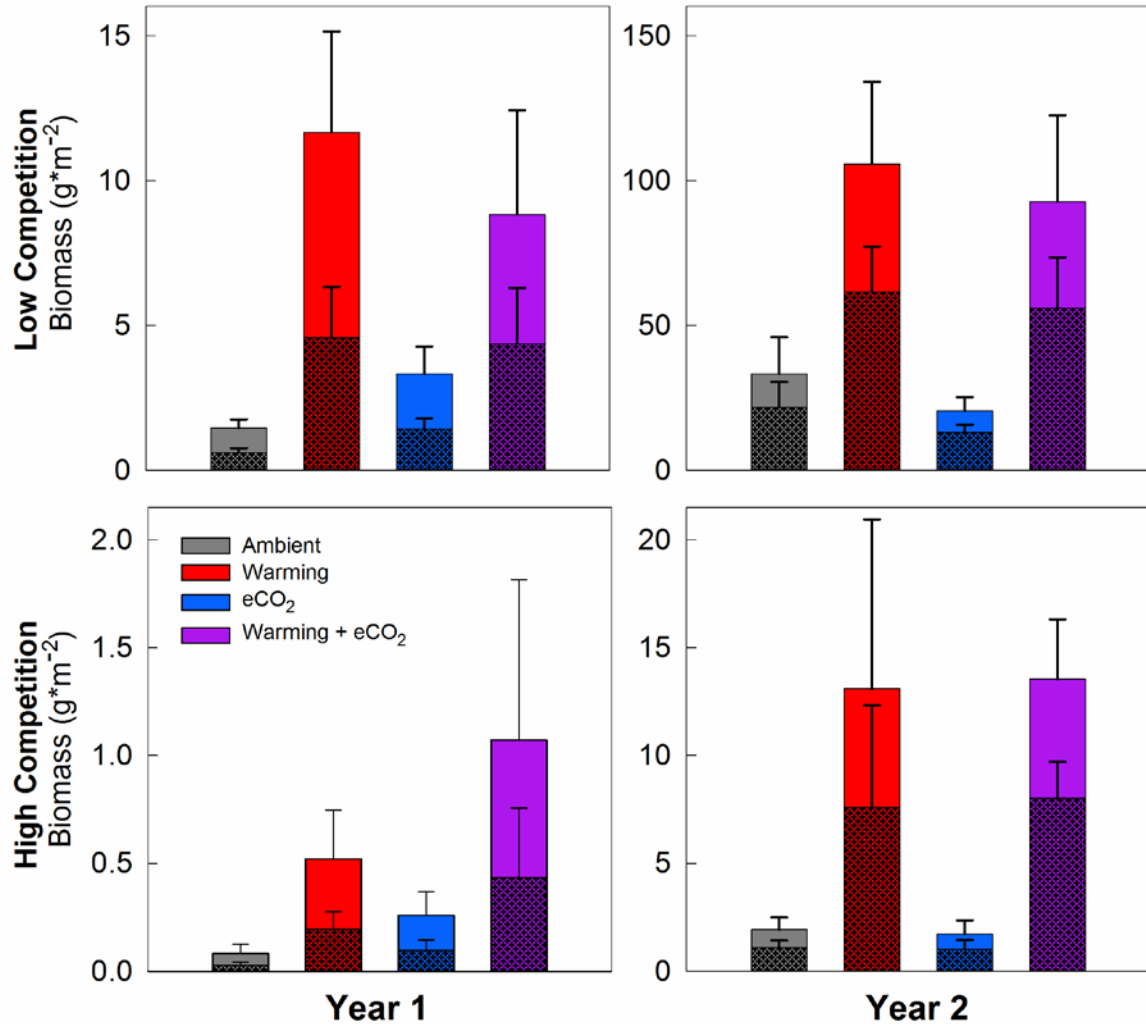 Low Competition
Biomass (g*m⁻²)
15
10
5
0
150
100
50
0
High Competition
Biomass (g*m⁻²)
2.0
1.5
1.0
0.5
0.0
Ambient
Warming
eCO₂
Warming + eCO₂
20
15
10
5
0
Year 1
Year 2